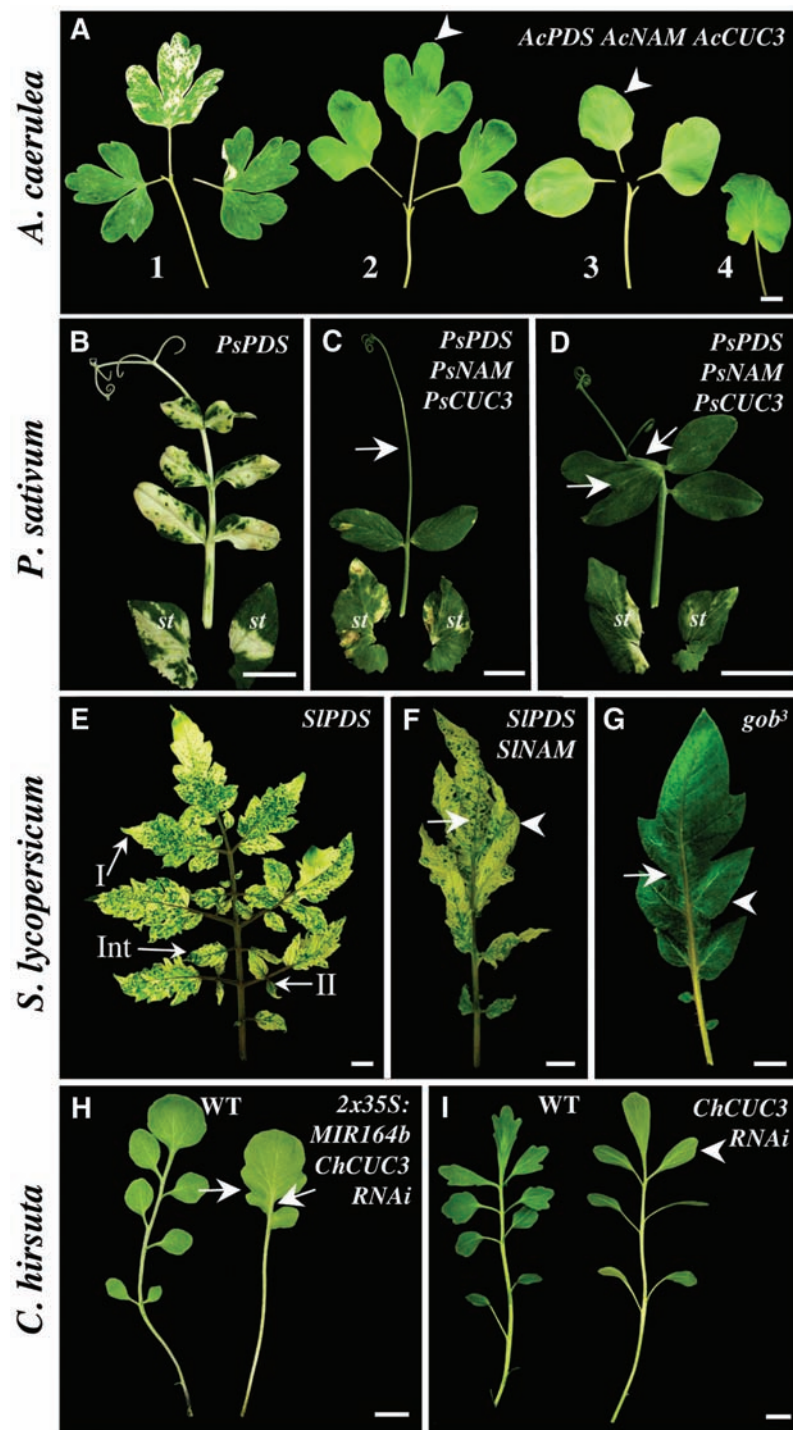 A. caerulea
A
AcPDS AcNAM AcCUC3
1
2
3
4
P. sativum
B
PsPDS
st
st
C
PsPDS
PsNAM
PsCUC3
st
st
D
PsPDS
PsNAM
PsCUC3
st
st
S. lycopersicum
E
SlPDS
I
Int
II
F
SlPDS
SlNAM
G
gob³
C. hirsuta
H
WT
2x35S:
MIR164b
ChCUC3
RNAi
I
WT
ChCUC3
RNAi